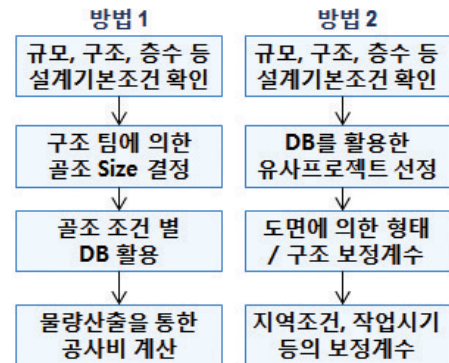 방법 1
규모, 구조, 층수 등
설계기본조건 확인
구조 팀에 의한
골조 Size 결정
골조 조건 별
DB 활용
물량산출을 통한
공사비 계산
방법 2
규모, 구조, 층수 등
설계기본조건 확인
DB를 활용한
유사프로젝트 선정
도면에 의한 형태
/ 구조 보정계수
지역조건, 작업시기
등의 보정계수